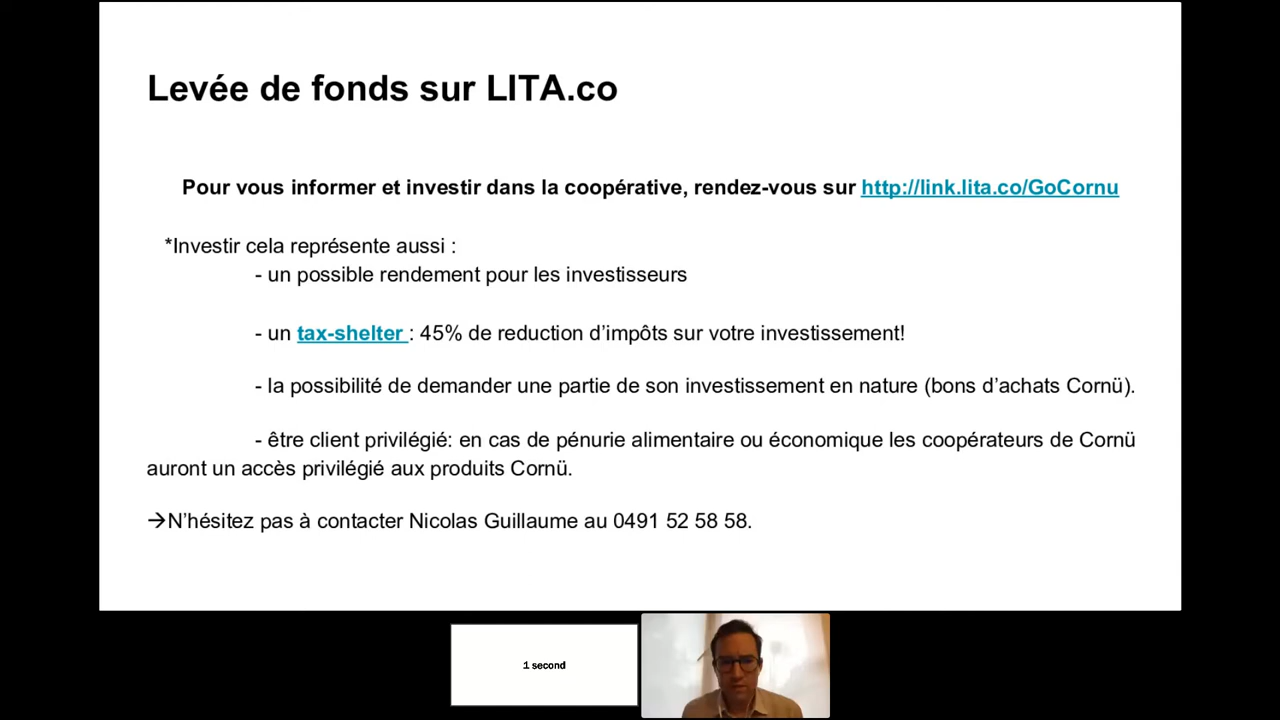 Levée de fonds sur LITA.co
Pour vous informer et investir dans la coopérative, rendez-vous sur http://link.lita.co/GoCornu
*Investir cela représente aussi :
- un possible rendement pour les investisseurs
- un tax-shelter : 45% de reduction d’impôts sur votre investissement!
- la possibilité de demander une partie de son investissement en nature (bons d’achats Cornü).
- être client privilégié: en cas de pénurie alimentaire ou économique les coopérateurs de Cornü
auront un accès privilégié aux produits Cornü.
→N’hésitez pas à contacter Nicolas Guillaume au 0491 52 58 58.
1 second